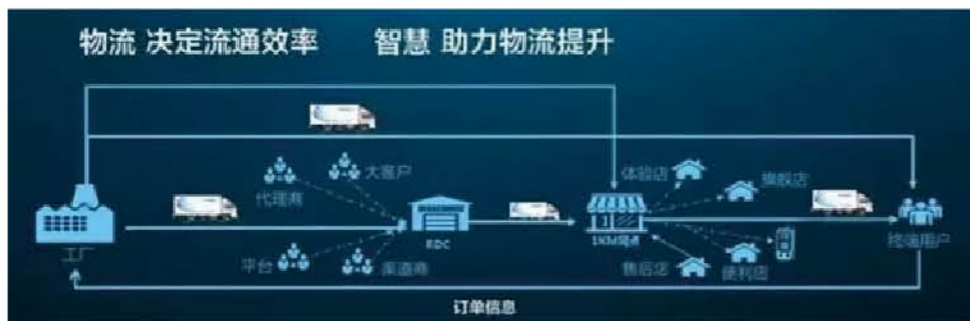 物流 决定流通效率 智慧 助力物流提升
大客户
代理商
体验店
旗舰店
工厂
RDC
终端用户
平台
渠道商
售后店
便利店
订单信息